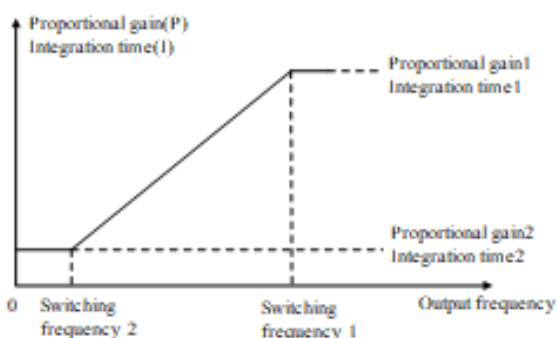 Proportional gain(P)
Integration time(I)
Proportional gain1
Integration time1
Proportional gain2
Integration time2
0
Switching
frequency 2
Switching
frequency 1
Output frequency